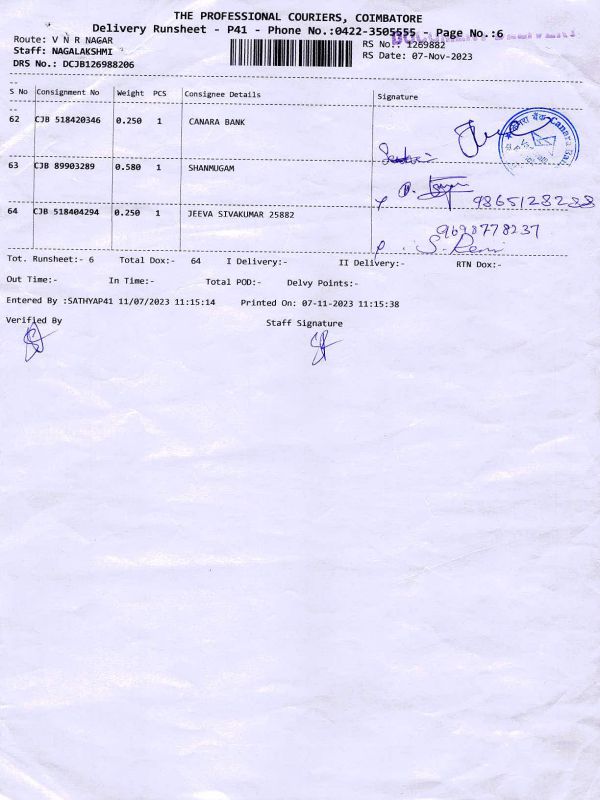 THE PROFESSIONAL COURIERS, COIMBATORE
Delivery Runsheet - P41 - Phone No.:0422-3505555 Page No.:6
Route: V N R NAGAR
RS No.: 1269882
Staff: NAGALAKSHMI
RS Date: 07-Nov-2023
DRS No.: DCJB126988206
S No Consignment No Weight PCS Consignee Details Signature
62 CJB 518420346 0.250 1 CANARA BANK
63 CJB 89903289 0.580 1 SHANMUGAM
9865128288
64 CJB 518404294 0.250 1 JEEVA SIVAKUMAR 25882
9698778237
Tot. Runsheet:- 6 Total Dox:- 64 I Delivery:- II Delivery:- RTN Dox:-
Out Time:- In Time:- Total POD:- Delvy Points:-
Entered By :SATHYAP41 11/07/2023 11:15:14 Printed On: 07-11-2023 11:15:38
Verified By Staff Signature